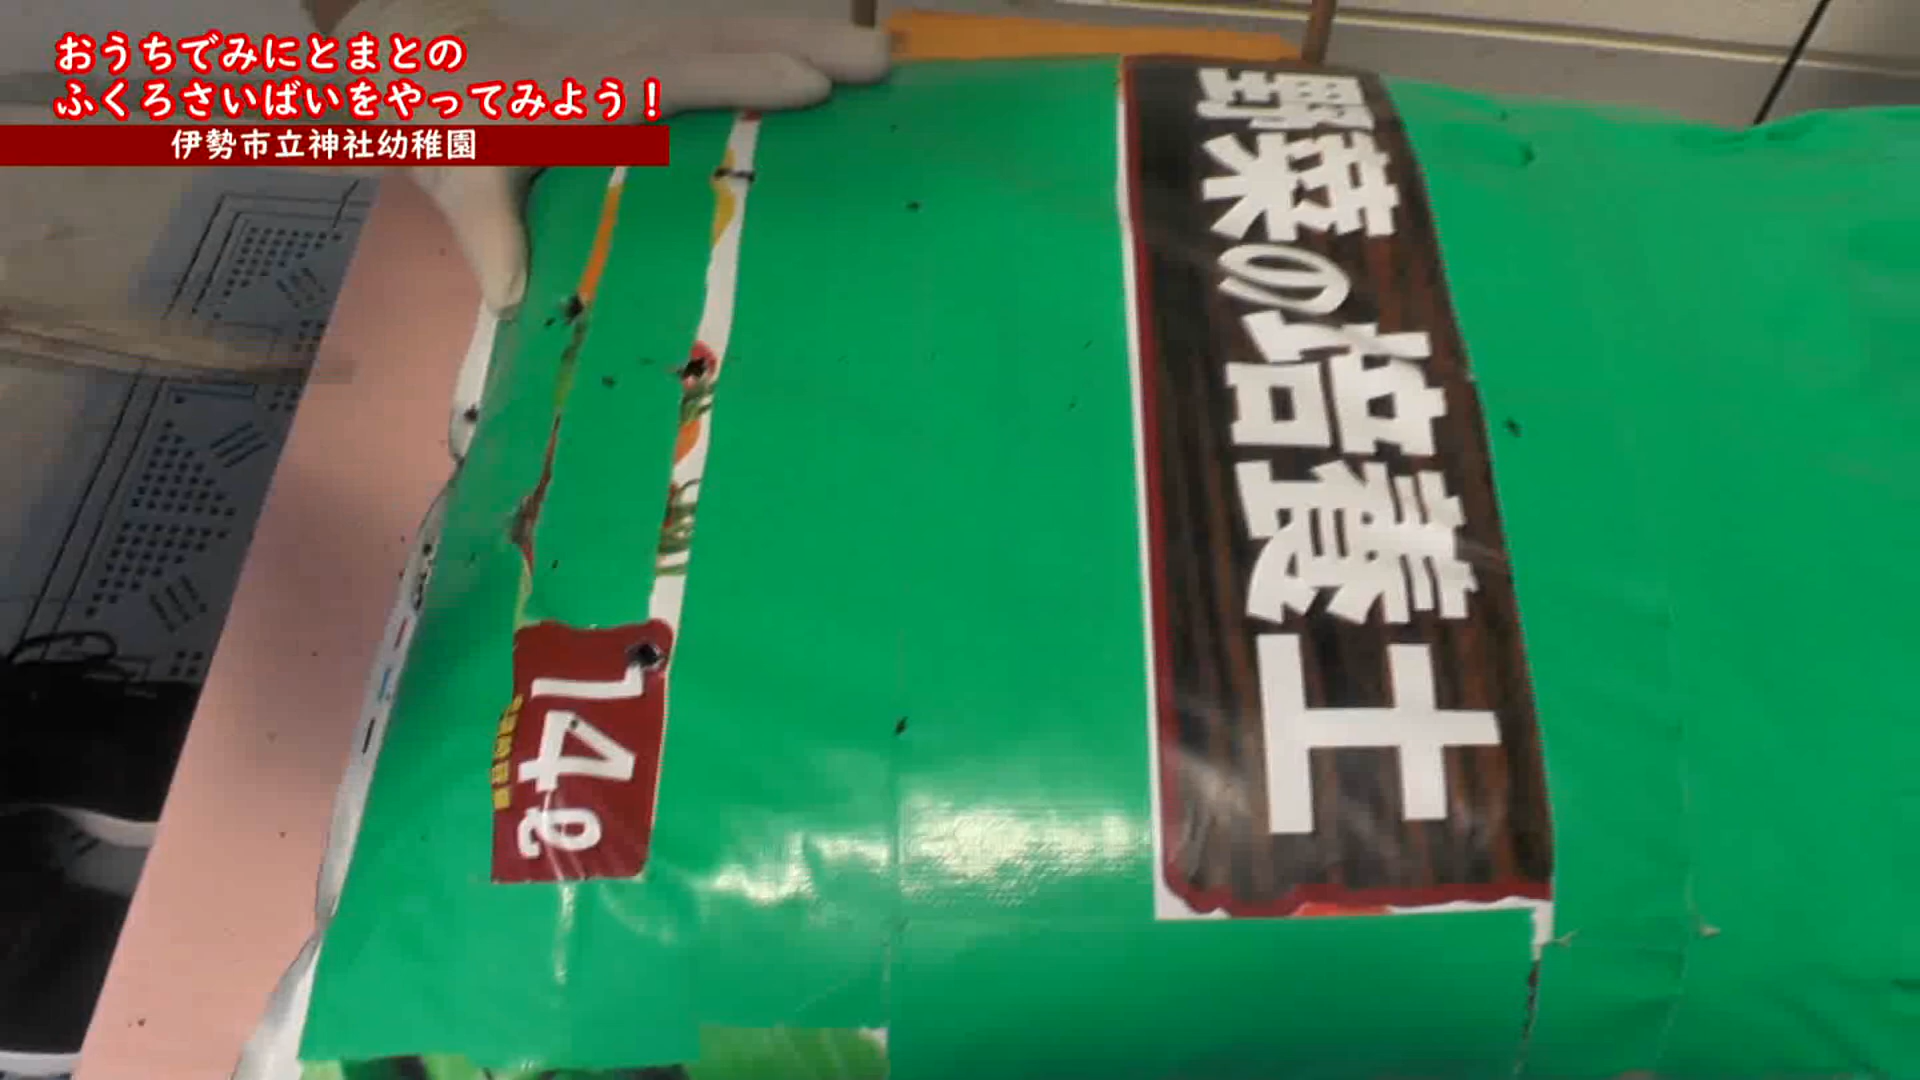 おうちでみにとまとの
ふくろさいばいをやってみよう！
伊勢市立神社幼稚園
野菜の培養土
14ℓ